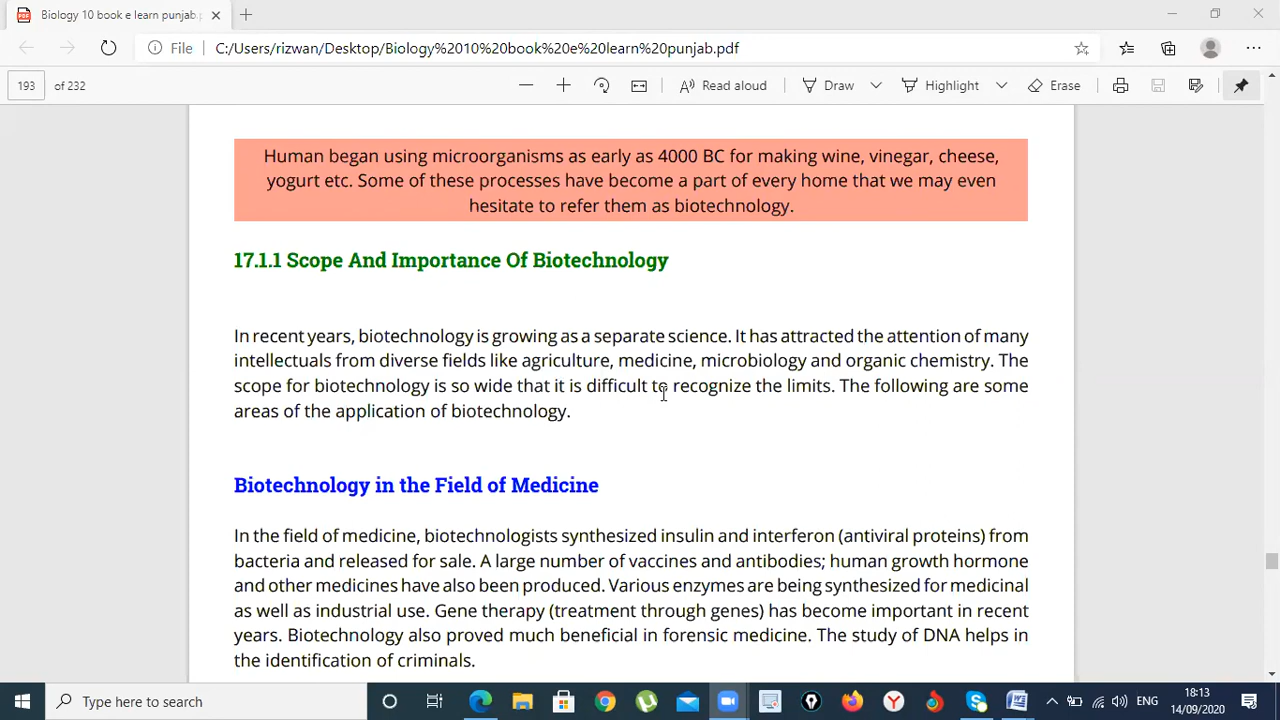 Biology 10 book e learn punjab.p
File C:/Users/rizwan/Desktop/Biology%2010%20book%20e%20learn%20punjab.pdf
193 of 232 Read aloud Draw Highlight Erase
Human began using microorganisms as early as 4000 BC for making wine, vinegar, cheese,
yogurt etc. Some of these processes have become a part of every home that we may even
hesitate to refer them as biotechnology.
17.1.1 Scope And Importance Of Biotechnology
In recent years, biotechnology is growing as a separate science. It has attracted the attention of many
intellectuals from diverse fields like agriculture, medicine, microbiology and organic chemistry. The
scope for biotechnology is so wide that it is difficult to recognize the limits. The following are some
areas of the application of biotechnology.
Biotechnology in the Field of Medicine
In the field of medicine, biotechnologists synthesized insulin and interferon (antiviral proteins) from
bacteria and released for sale. A large number of vaccines and antibodies; human growth hormone
and other medicines have also been produced. Various enzymes are being synthesized for medicinal
as well as industrial use. Gene therapy (treatment through genes) has become important in recent
years. Biotechnology also proved much beneficial in forensic medicine. The study of DNA helps in
the identification of criminals.
Type here to search ENG 18:13
14/09/2020